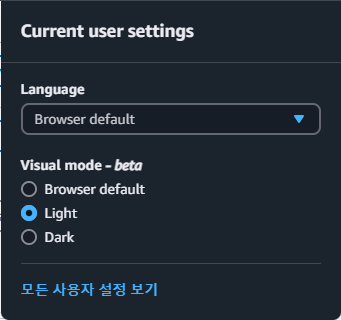 Current user settings
Language
Browser default
Visual mode - beta
Browser default
Light
Dark
모든 사용자 설정 보기